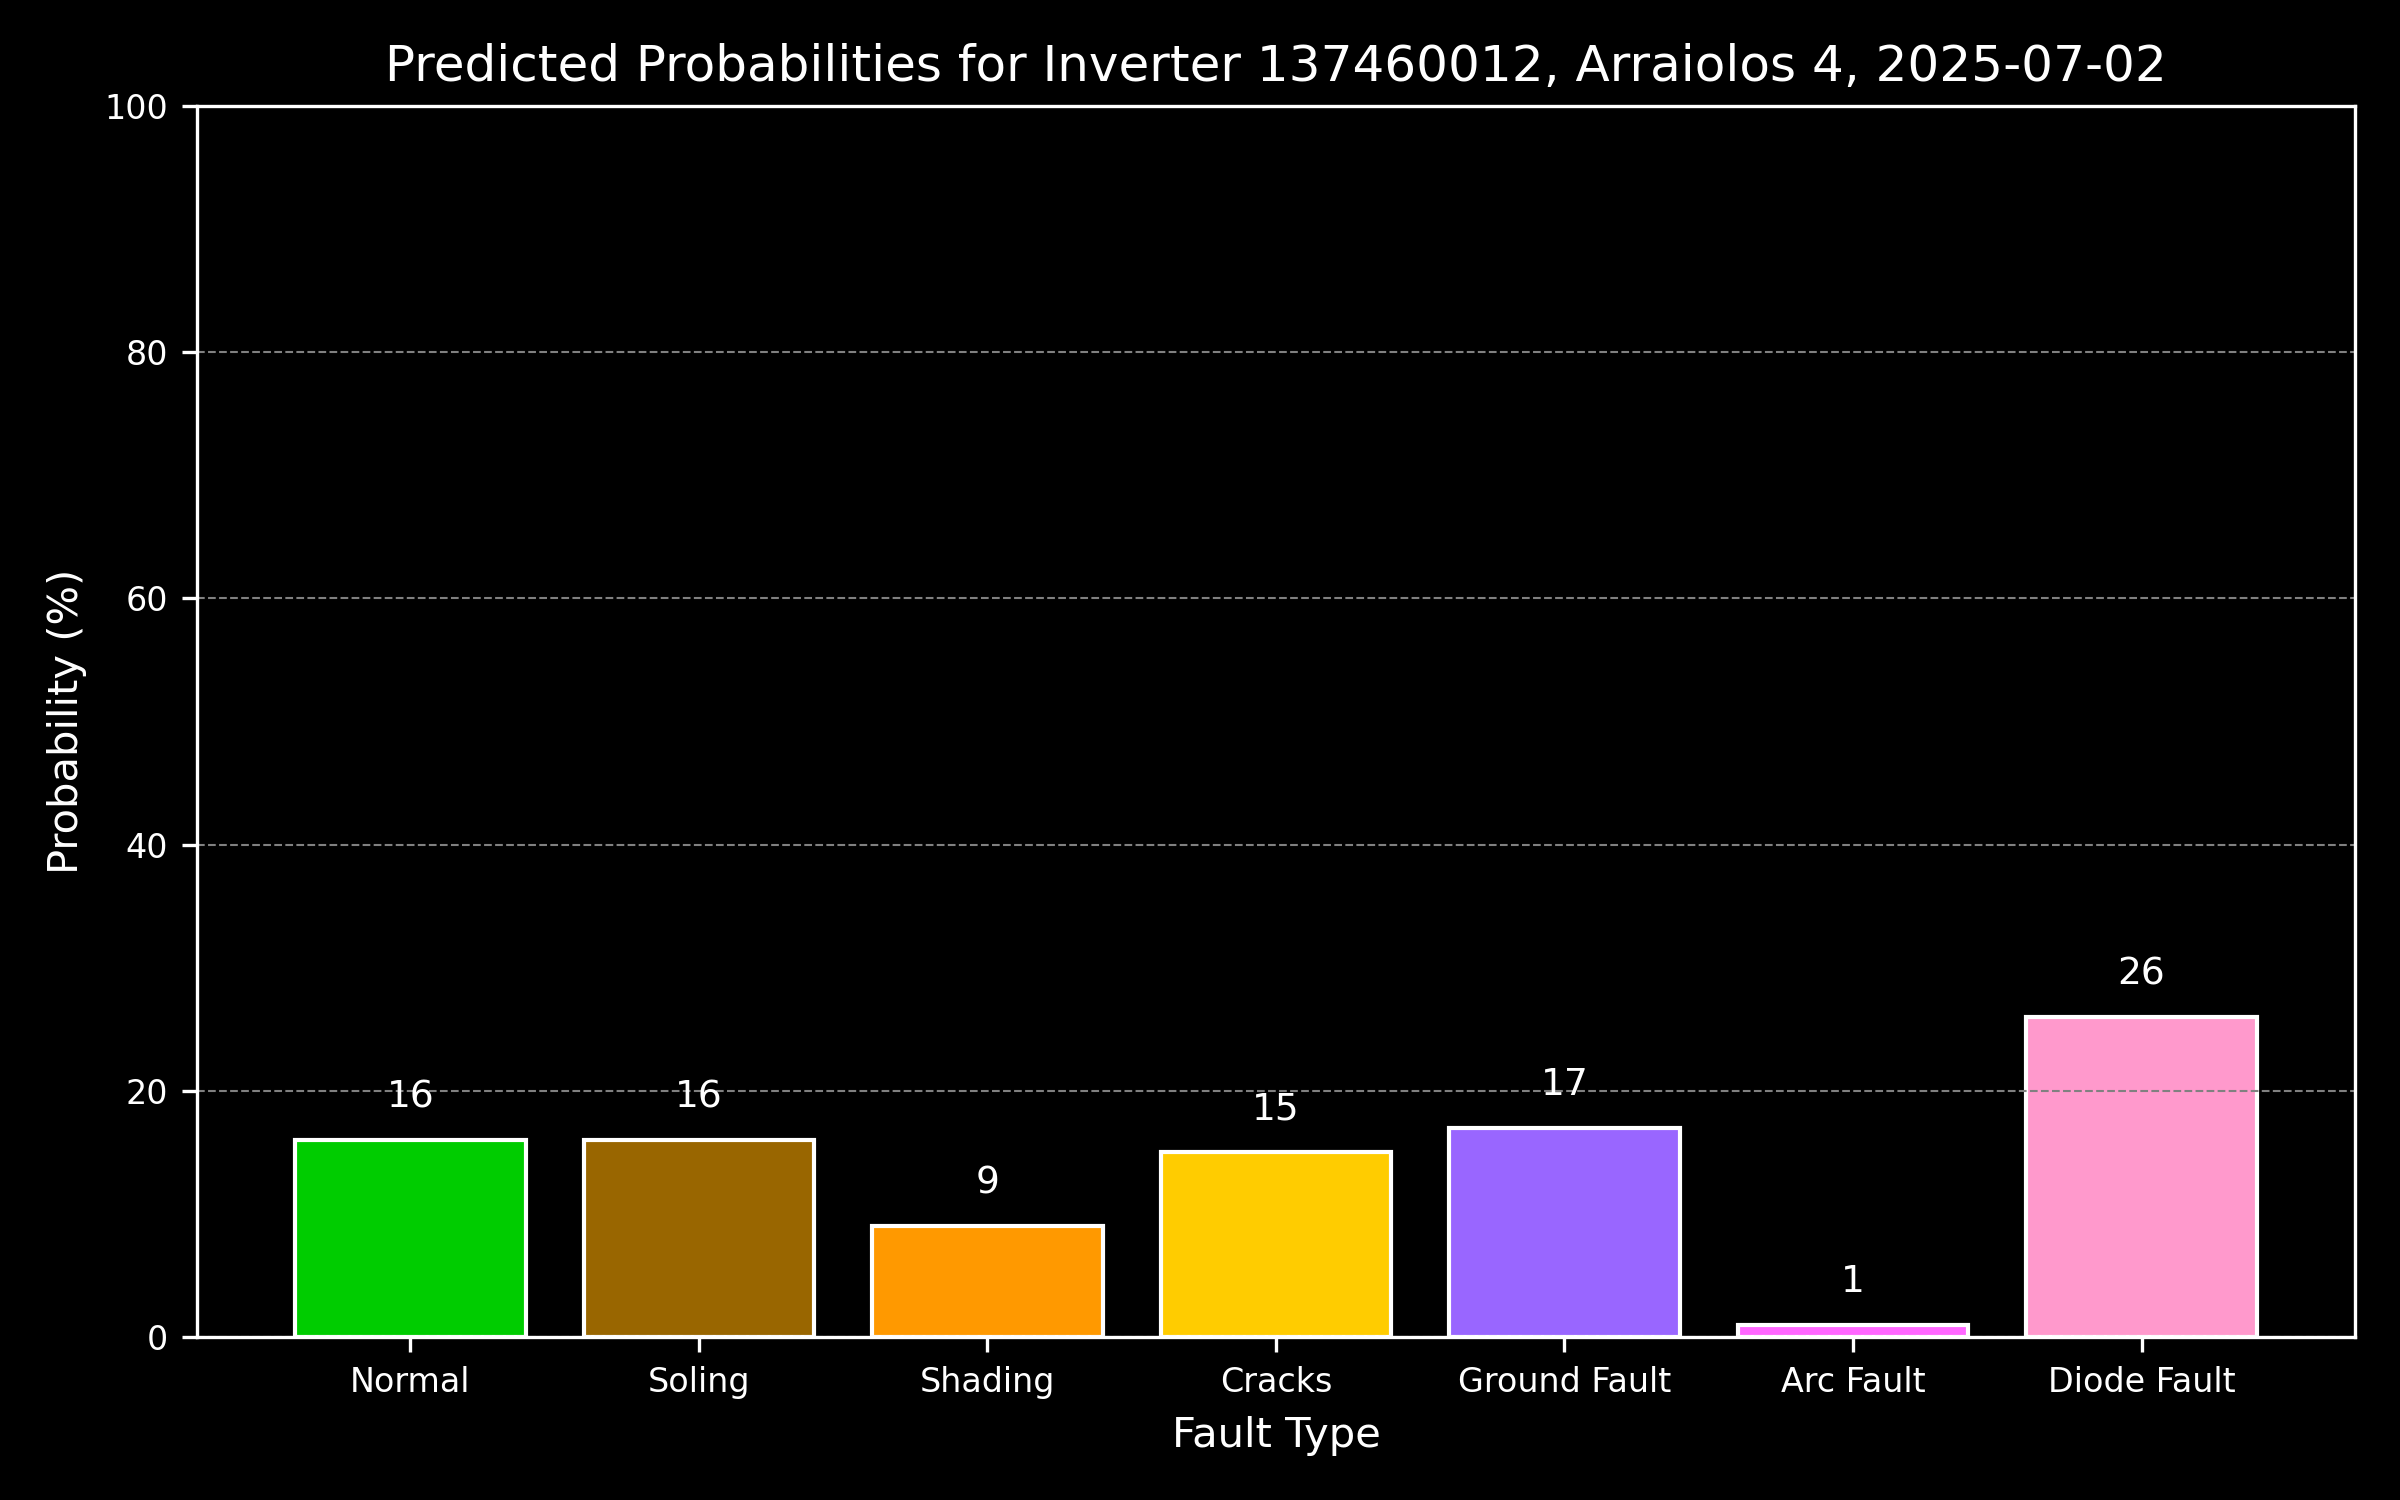 Predicted Probabilities for Inverter 137460012, Arraiolos 4, 2025-07-02
Probability (%)
100
80
60
40
20
0
16
16
9
15
17
1
26
Normal
Soling
Shading
Cracks
Ground Fault
Arc Fault
Diode Fault
Fault Type